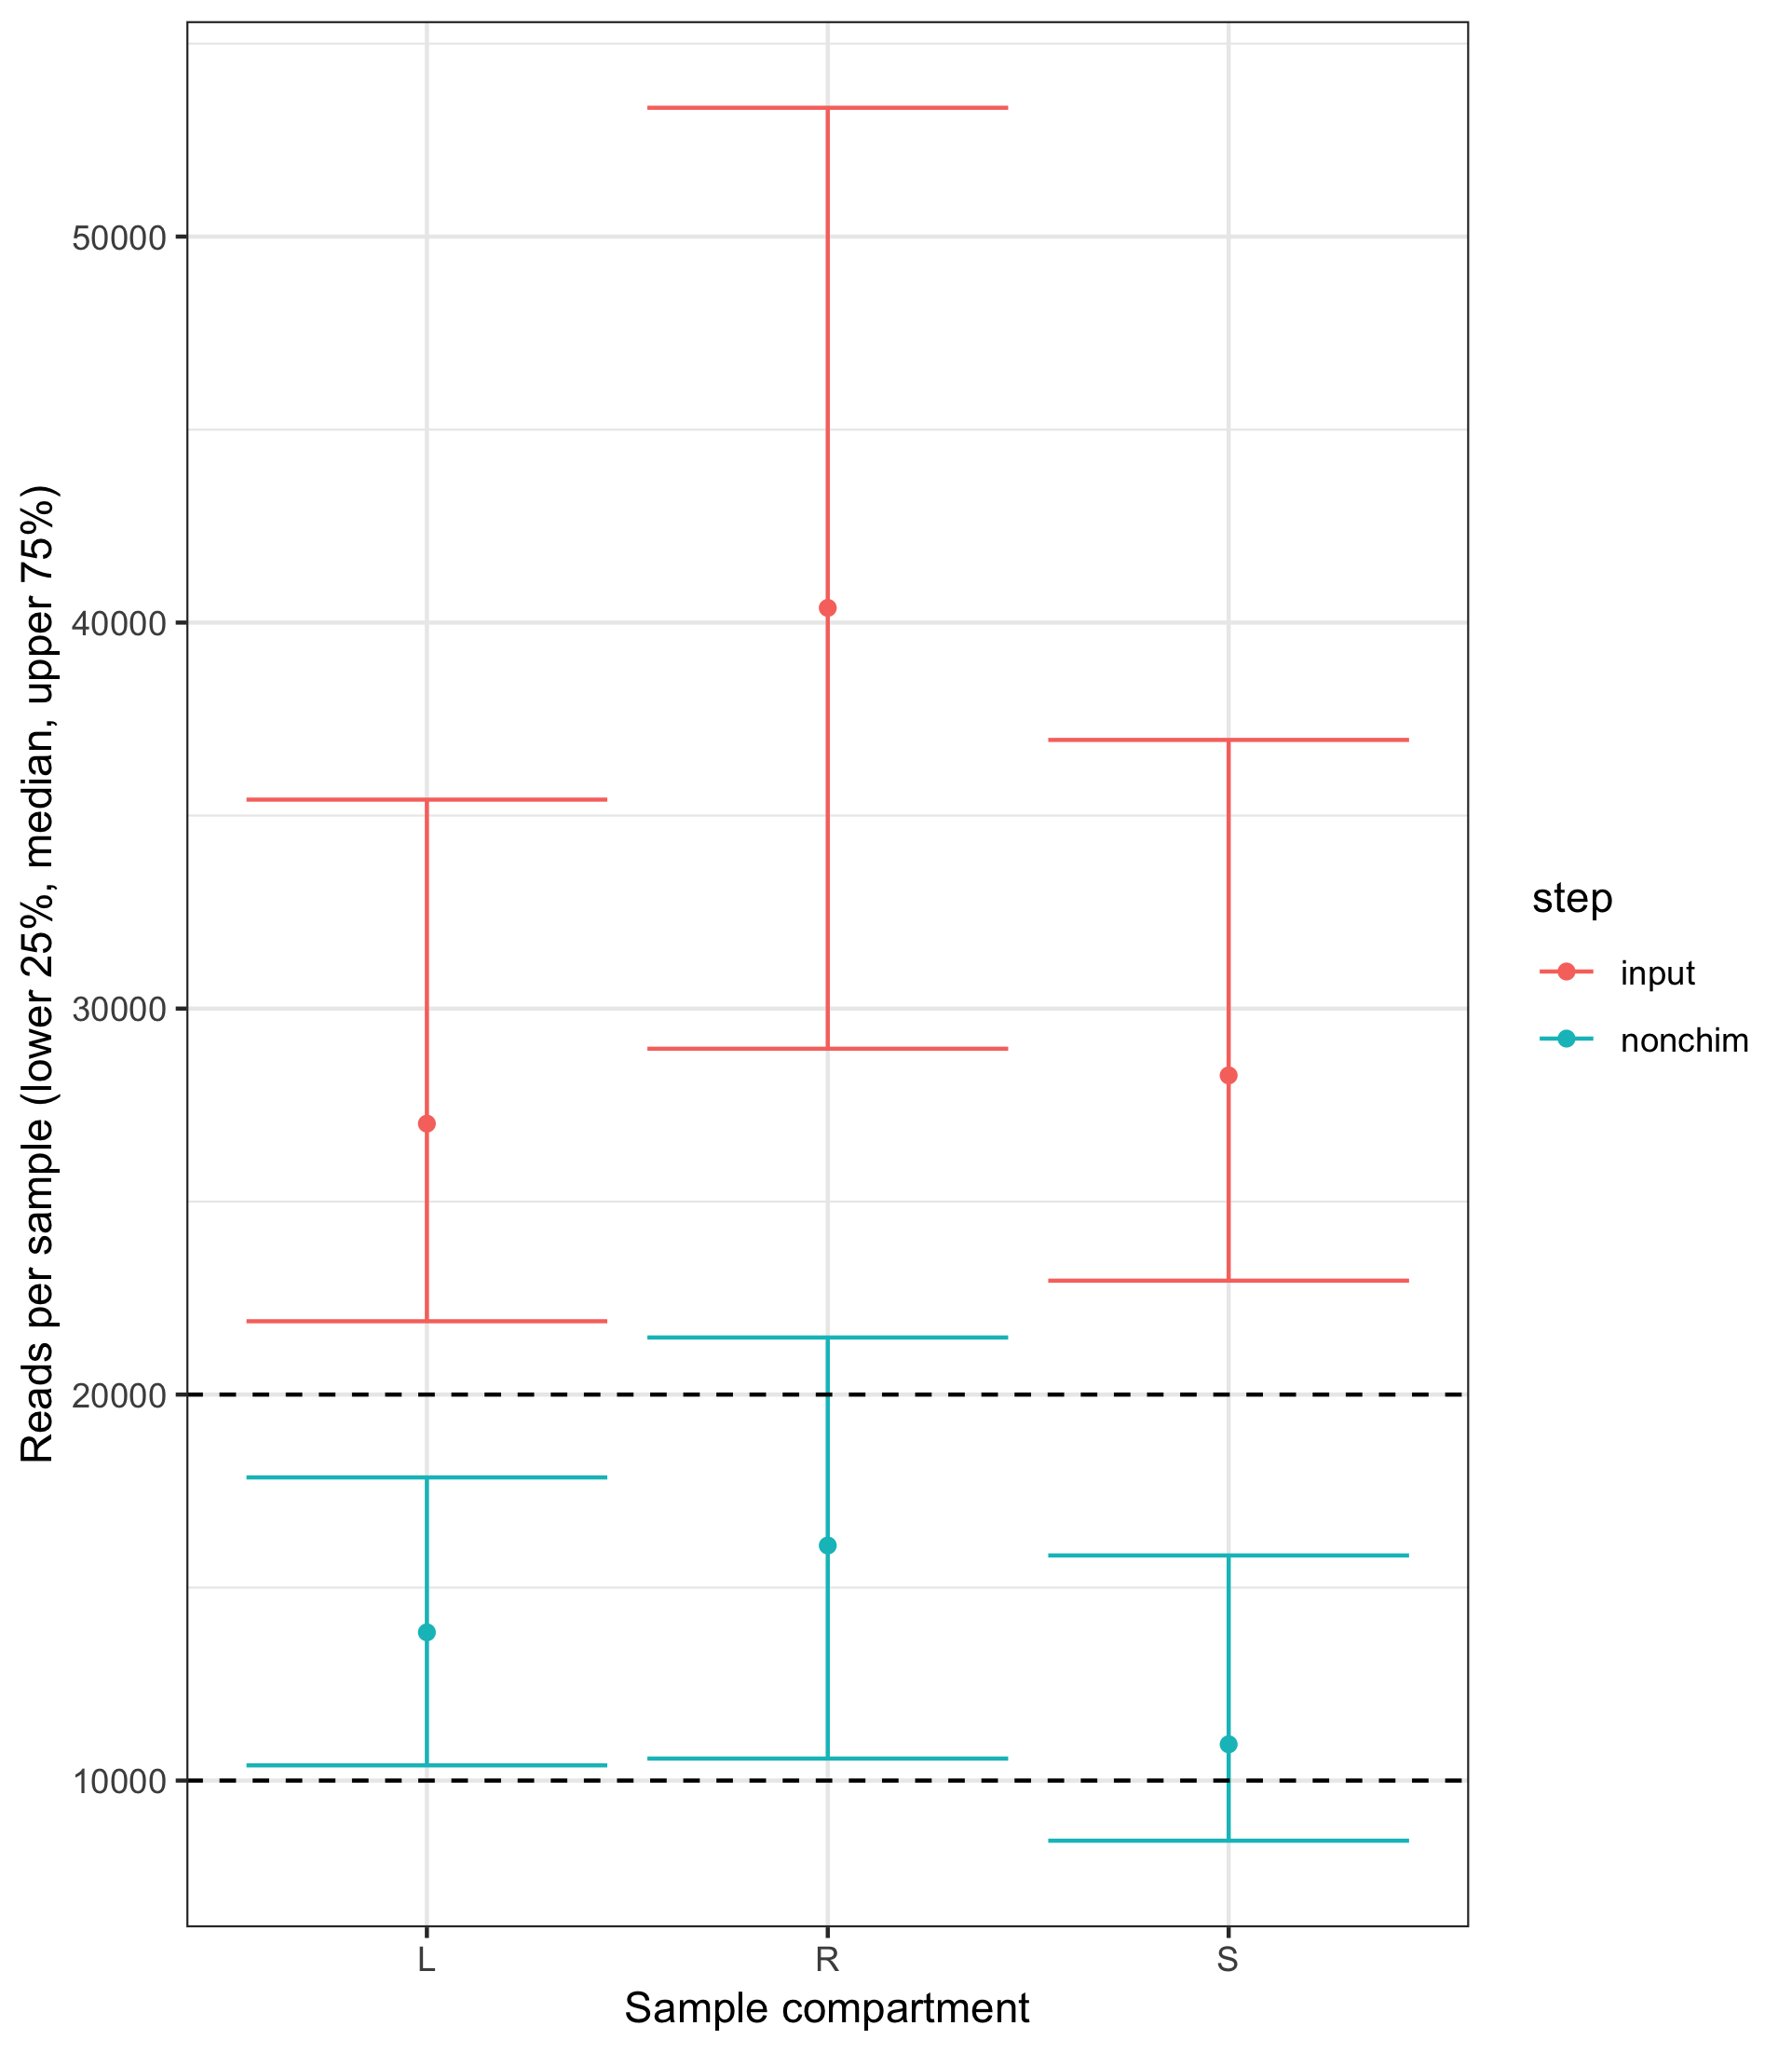 Reads per sample (lower 25%, median, upper 75%)
50000
40000
30000
20000
10000
L
R
S
Sample compartment
step
input
nonchim